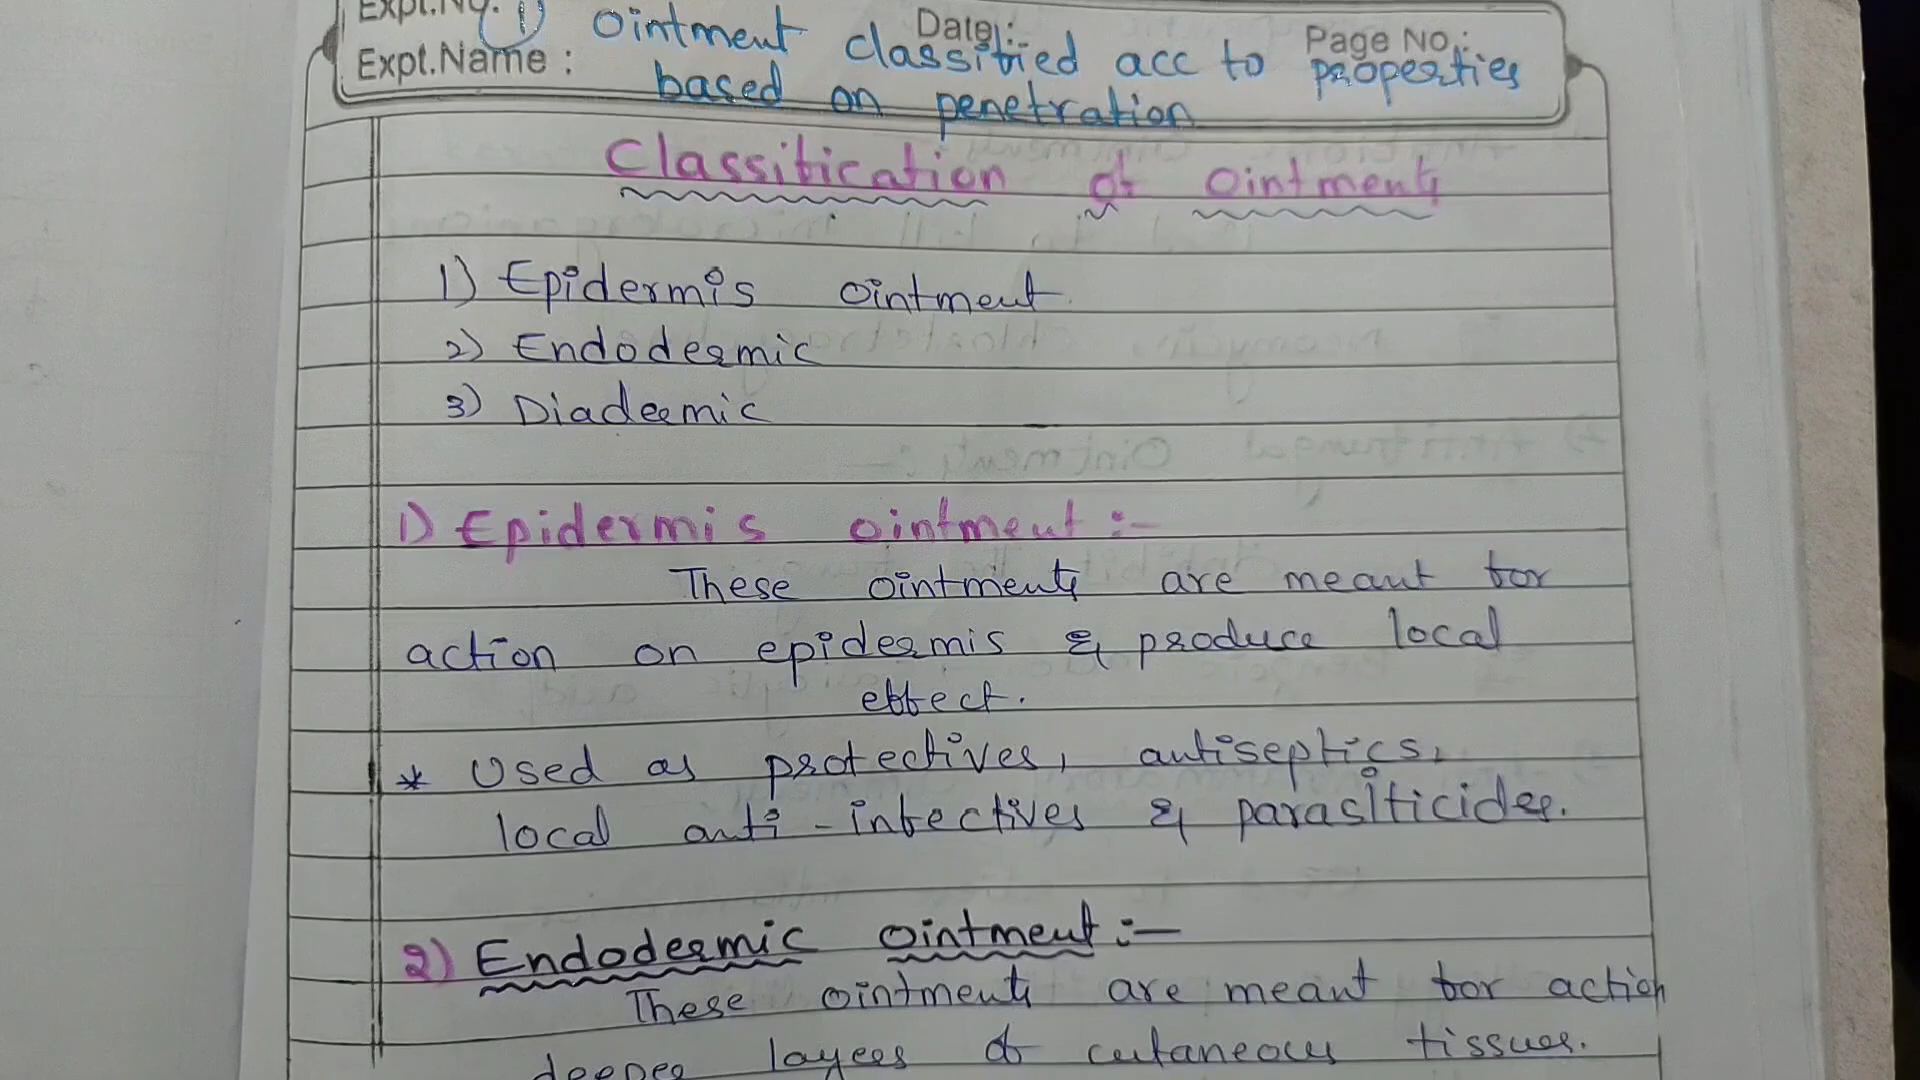 Expt.No. 1) Ointment Date:- Page No.:
Expt.Name : classified acc to properties
based on penetration
Classification of Ointments
1) Epidermis ointment
2) Endodermic
3) Diadermic
1) Epidermis ointment :-
These ointments are meant for
action on epidermis & produce local
effect.
* Used as protectives, antiseptics,
local anti-infectives & parasiticides.
2) Endodermic Ointment :-
These ointments are meant for action
deeper layers of cutaneous tissues.